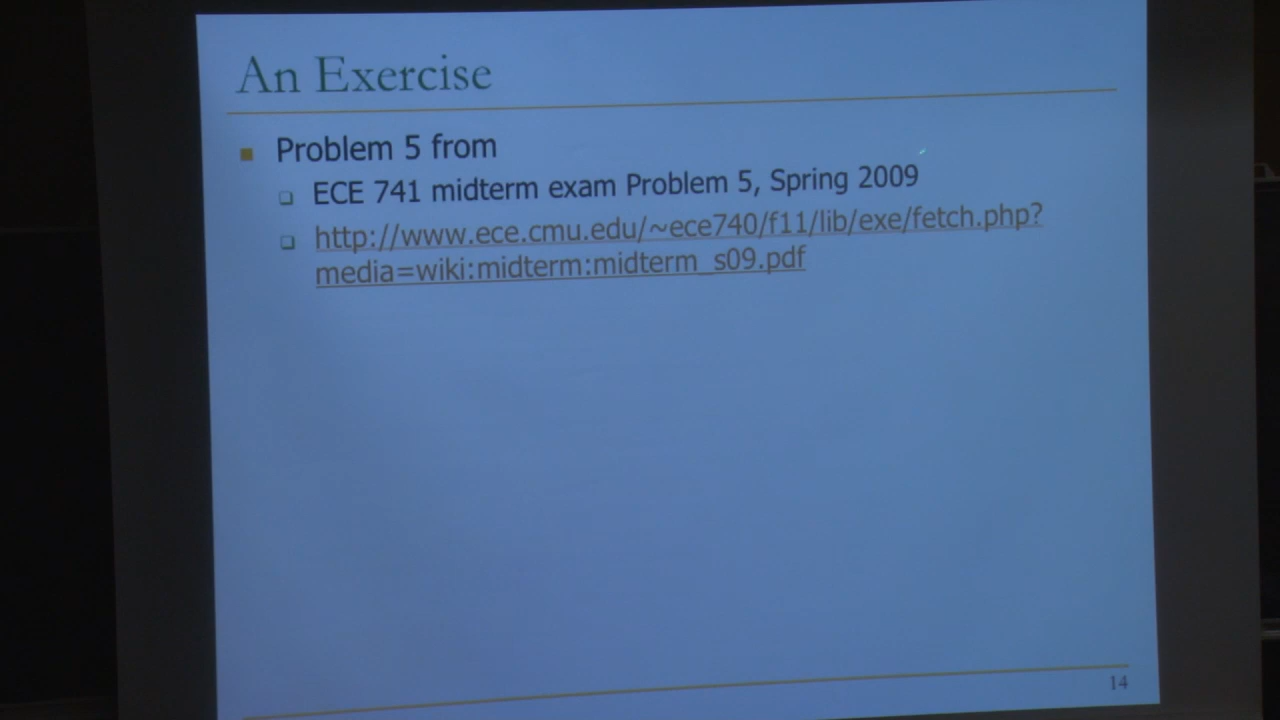 An Exercise
Problem 5 from
ECE 741 midterm exam Problem 5, Spring 2009
http://www.ece.cmu.edu/~ece740/f11/lib/exe/fetch.php?
media=wiki:midterm:midterm_s09.pdf
14